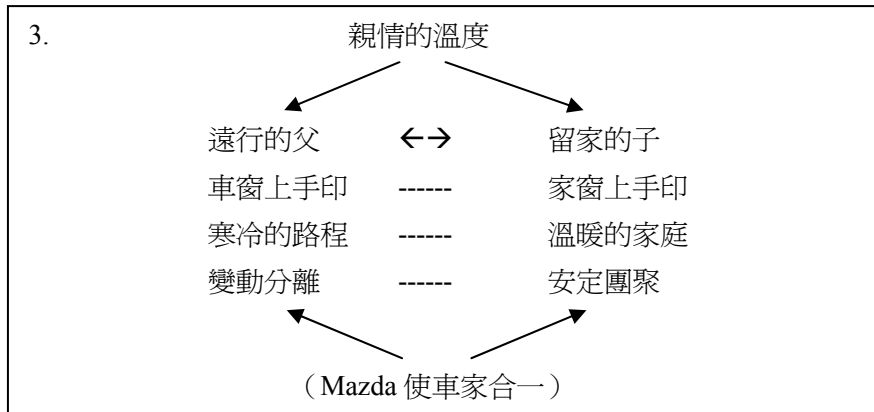 3. 親情的溫度
遠行的父 ←→ 留家的子
車窗上手印 ------ 家窗上手印
寒冷的路程 ------ 溫暖的家庭
變動分離 ------ 安定團聚
（Mazda 使車家合一）